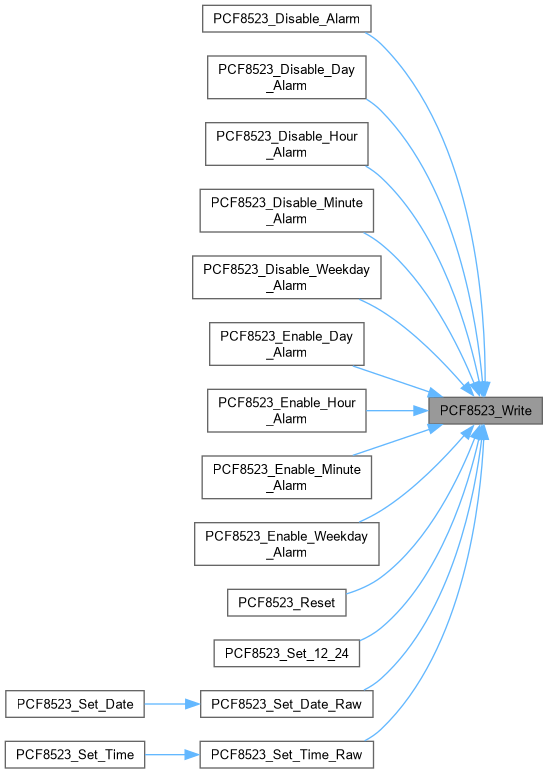 PCF8523_Disable_Alarm
PCF8523_Disable_Day
_Alarm
PCF8523_Disable_Hour
_Alarm
PCF8523_Disable_Minute
_Alarm
PCF8523_Disable_Weekday
_Alarm
PCF8523_Enable_Day
_Alarm
PCF8523_Enable_Hour
_Alarm
PCF8523_Write
PCF8523_Enable_Minute
_Alarm
PCF8523_Enable_Weekday
_Alarm
PCF8523_Reset
PCF8523_Set_12_24
PCF8523_Set_Date
PCF8523_Set_Date_Raw
PCF8523_Set_Time
PCF8523_Set_Time_Raw